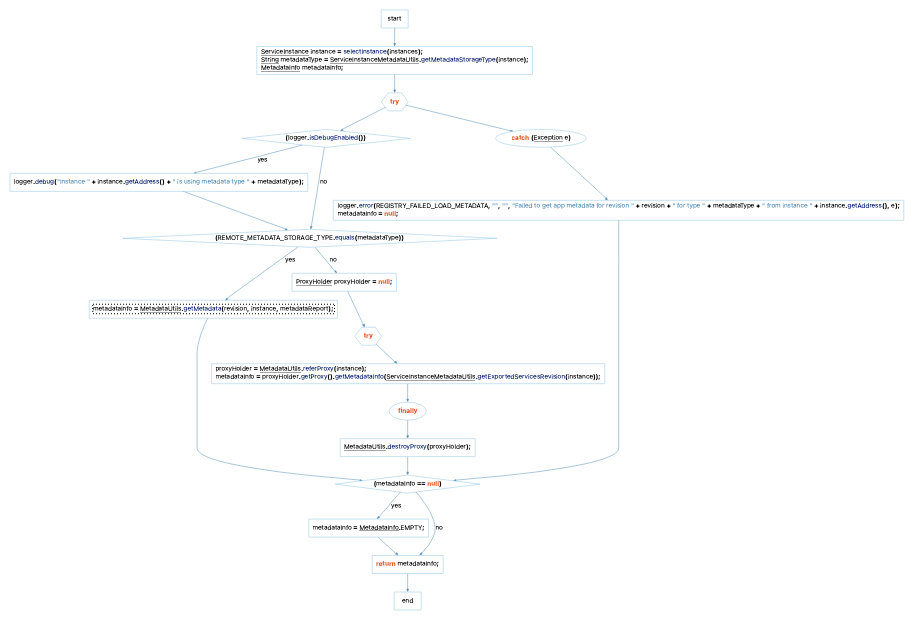 start
ServiceInstance instance = selectInstance(instances);
String metadataType = ServiceInstanceMetadataUtils.getMetadataStorageType(instance);
MetadataInfo metadataInfo;
try
(logger.isDebugEnabled())
catch (Exception e)
yes
no
logger.debug("Instance " + instance.getAddress() + " is using metadata type " + metadataType);
logger.error(REGISTRY_FAILED_LOAD_METADATA, "", "", "Failed to get app metadata for revision " + revision + " for type " + metadataType + " from instance " + instance.getAddress(), e);
metadataInfo = null;
(REMOTE_METADATA_STORAGE_TYPE.equals(metadataType))
yes
no
ProxyHolder proxyHolder = null;
metadataInfo = MetadataUtils.getMetadata(revision, instance, metadataReport);
try
proxyHolder = MetadataUtils.referProxy(instance);
metadataInfo = proxyHolder.getProxy().getMetadataInfo(ServiceInstanceMetadataUtils.getExportedServicesRevision(instance));
finally
MetadataUtils.destroyProxy(proxyHolder);
(metadataInfo == null)
yes
no
metadataInfo = MetadataInfo.EMPTY;
return metadataInfo;
end